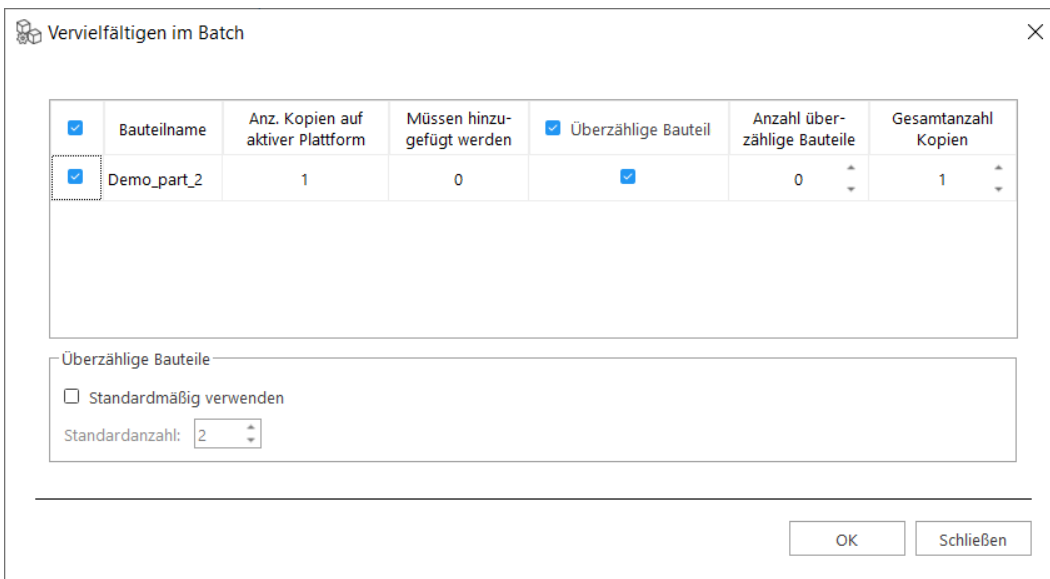 Vervielfältigen im Batch
Bauteilname
Anz. Kopien auf
aktiver Plattform
Müssen hinzu-
gefügt werden
Überzählige Bauteil
Anzahl über-
zählige Bauteile
Gesamtanzahl
Kopien
Demo_part_2 1 0 0 1
Überzählige Bauteile
Standardmäßig verwenden
Standardanzahl: 2
OK Schließen